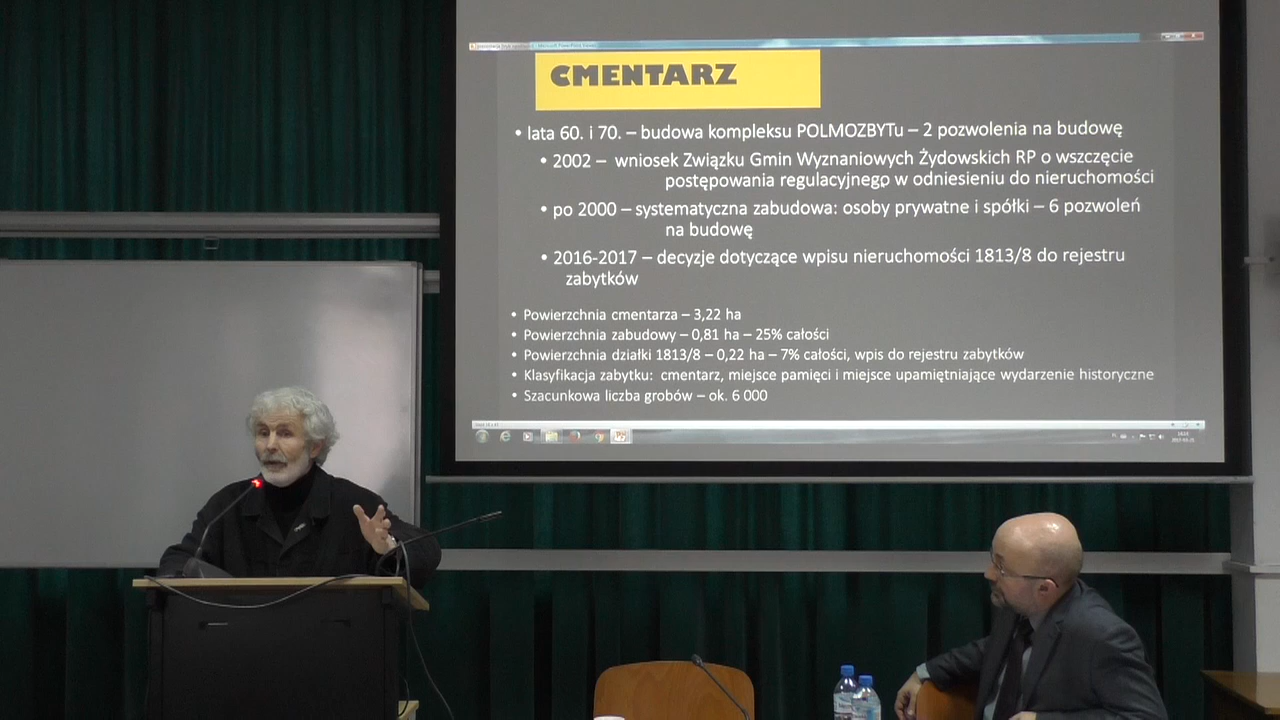 CMENTARZ
• lata 60. i 70. – budowa kompleksu POLMOZBYTu – 2 pozwolenia na budowę
• 2002 – wniosek Związku Gmin Wyznaniowych Żydowskich RP o wszczęcie
postępowania regulacyjnego w odniesieniu do nieruchomości
• po 2000 – systematyczna zabudowa: osoby prywatne i spółki – 6 pozwoleń
na budowę
• 2016-2017 – decyzje dotyczące wpisu nieruchomości 1813/8 do rejestru
zabytków
• Powierzchnia cmentarza – 3,22 ha
• Powierzchnia zabudowy – 0,81 ha – 25% całości
• Powierzchnia działki 1813/8 – 0,22 ha – 7% całości, wpis do rejestru zabytków
• Klasyfikacja zabytku: cmentarz, miejsce pamięci i miejsce upamiętniające wydarzenie historyczne
• Szacunkowa liczba grobów – ok. 6 000